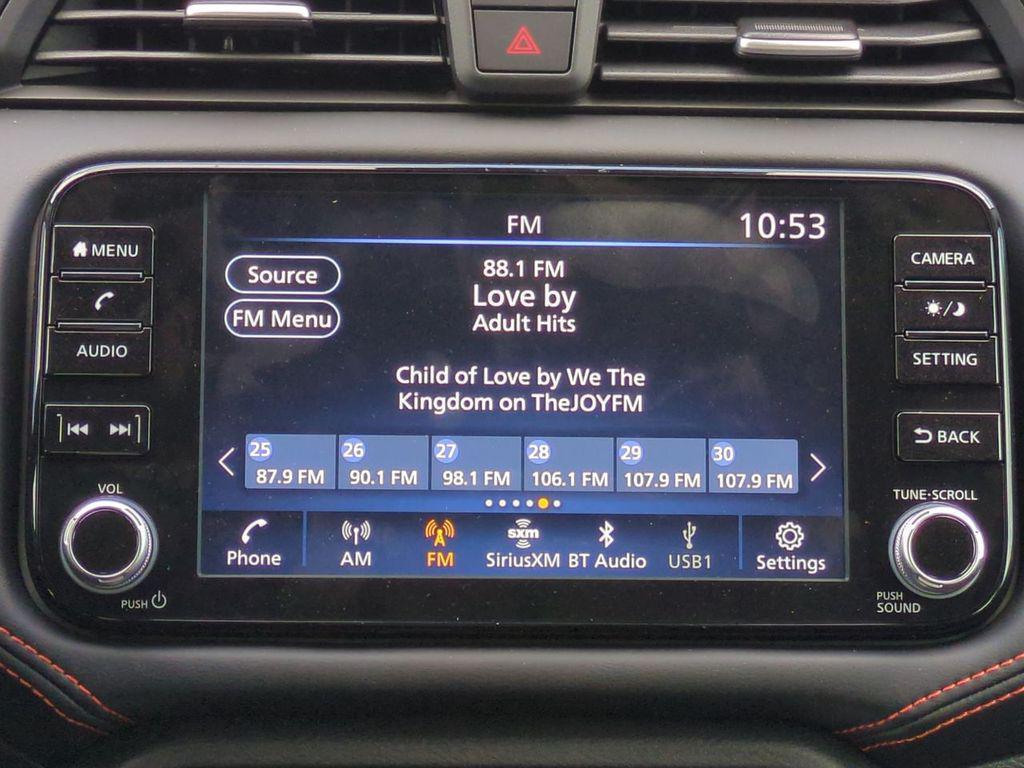 FM
10:53
MENU
AUDIO
VOL
PUSH
Source
FM Menu
88.1 FM
Love by
Adult Hits
Child of Love by We The
Kingdom on TheJOYFM
25 26 27 28 29 30
87.9 FM 90.1 FM 98.1 FM 106.1 FM 107.9 FM 107.9 FM
sxm
Phone AM FM SiriusXM BT Audio USB1 Settings
CAMERA
SETTING
BACK
TUNE·SCROLL
PUSH
SOUND